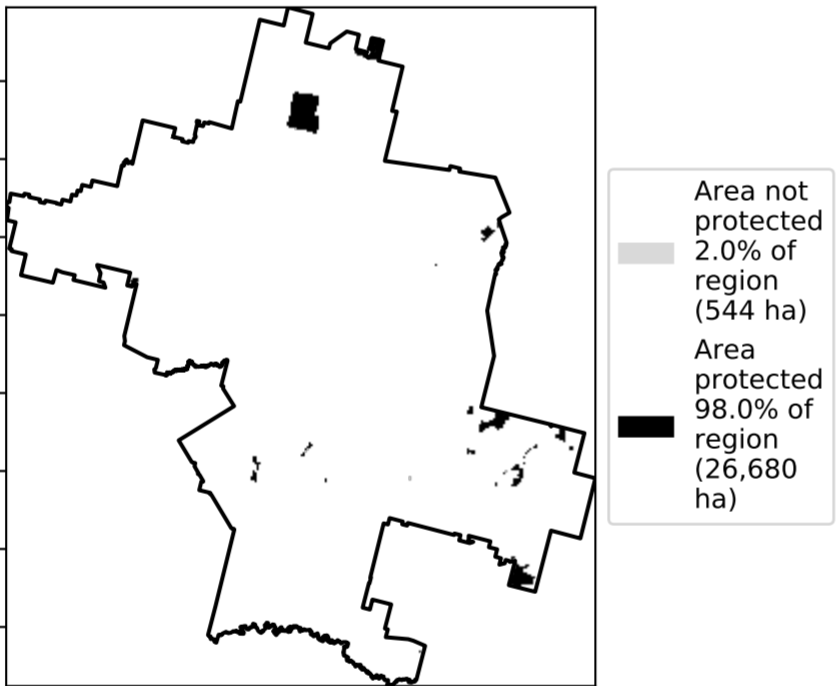 Area not
protected
2.0% of
region
(544 ha)
Area
protected
98.0% of
region
(26,680
ha)